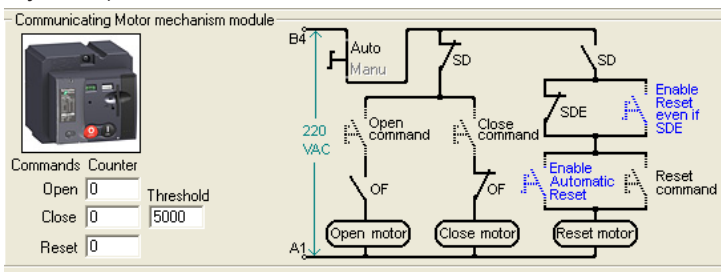 Communicating Motor mechanism module
Commands Counter
Open 0
Close 0
Reset 0
Threshold
5000
B4
Auto
Manu
220
VAC
A1
SD
SD
Open
command
Close
command
SDE
Enable
Reset
even if
SDE
OF
OF
Enable
Automatic
Reset
Reset
command
Open motor
Close motor
Reset motor